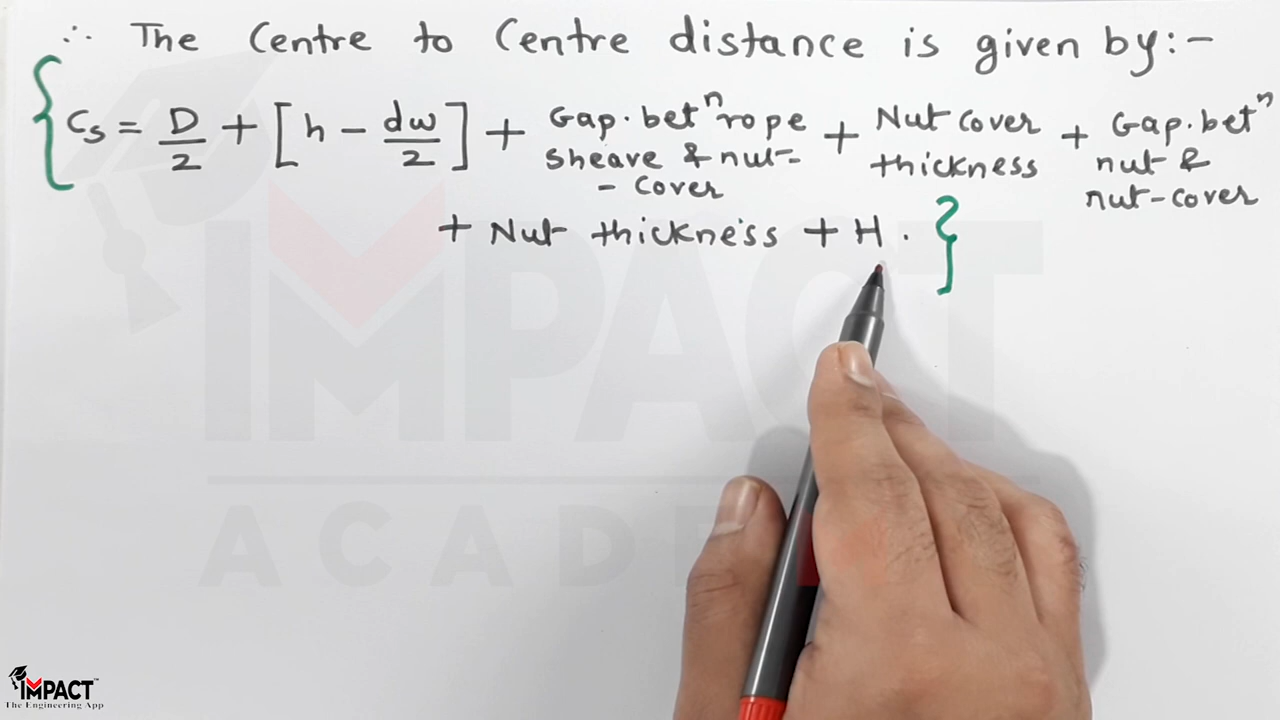 ∴ The Centre to Centre distance is given by:-
Cs = D/2 + [h - dw/2] + Gap. betⁿ rope sheave & nut-cover + Nut cover thickness + Gap. betⁿ nut & nut-cover
+ Nut thickness + H.
IMPACT
ACADE
IMPACT
The Engineering App